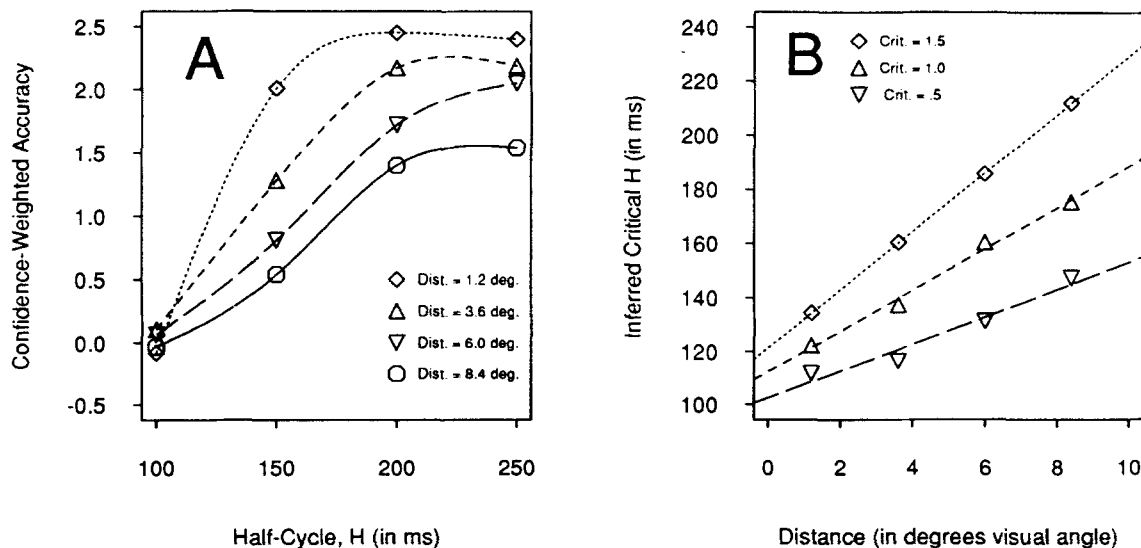 A
Confidence-Weighted Accuracy
2.5
2.0
1.5
1.0
0.5
0.0
-0.5
Dist. = 1.2 deg.
Dist. = 3.6 deg.
Dist. = 6.0 deg.
Dist. = 8.4 deg.
100 150 200 250
Half-Cycle, H (in ms)
B
Inferred Critical H (in ms)
240
220
200
180
160
140
120
100
Crit. = 1.5
Crit. = 1.0
Crit. = .5
0 2 4 6 8 10
Distance (in degrees visual angle)